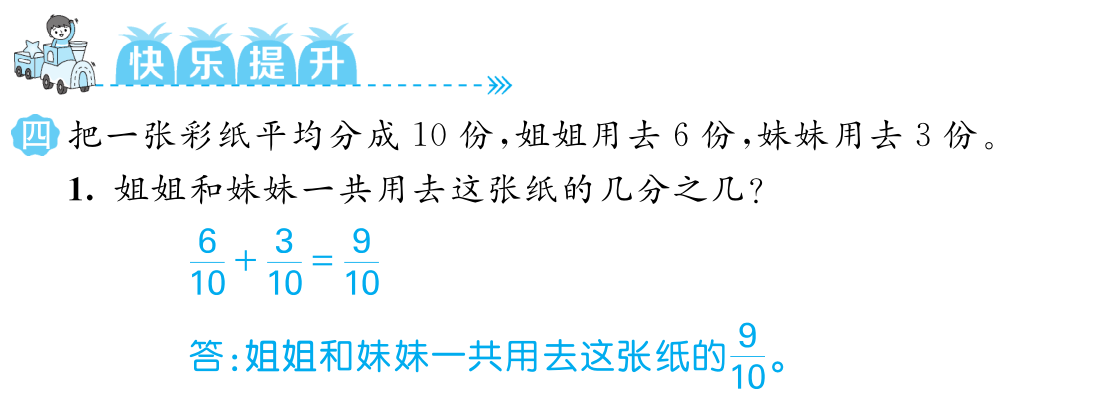 快乐提升
四 把一张彩纸平均分成 10 份,姐姐用去 6 份,妹妹用去 3 份。
1. 姐姐和妹妹一共用去这张纸的几分之几?
6/10 + 3/10 = 9/10
答:姐姐和妹妹一共用去这张纸的9/10。